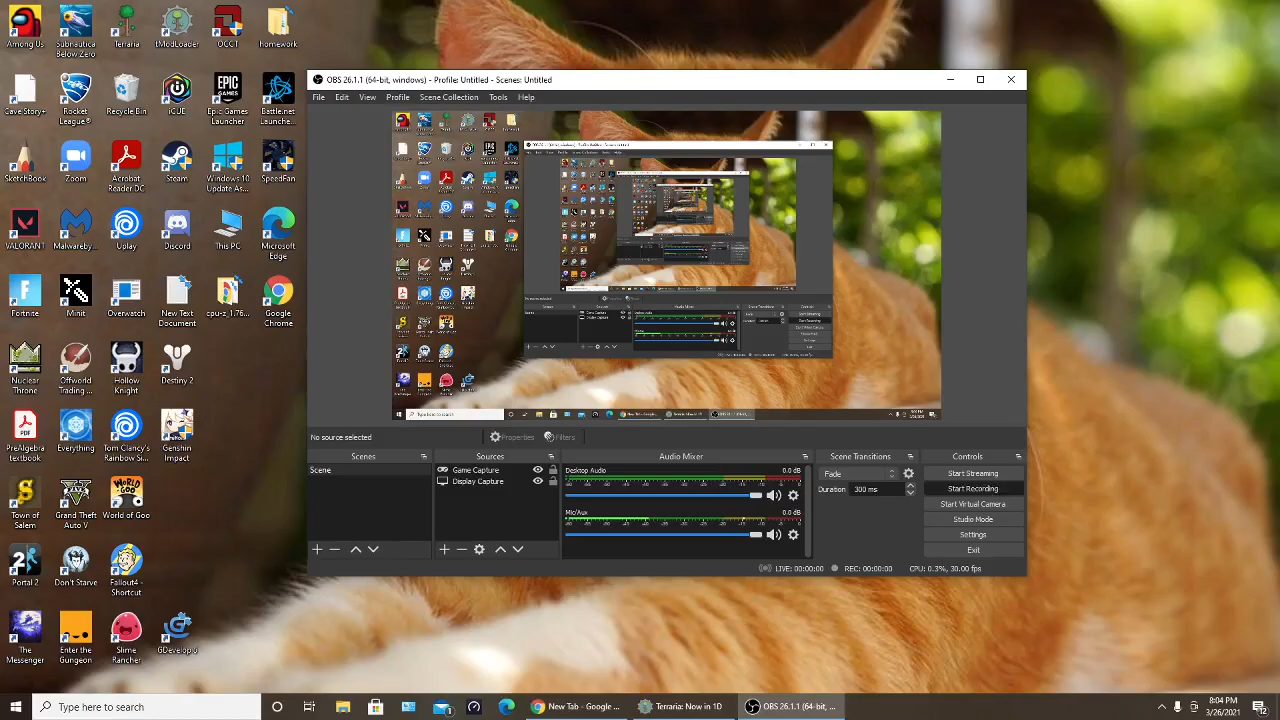 Among Us
Subnautica Below Zero
Terraria
tModLoader
OCCT
homework
Cave Story+
Rocket League®
Recycle Bin
iCUE
Epic Games Launcher
Battle.net Launcher
SketchBook
Zoom
Acrobat Reader DC
Steam
Windows 10 Update As...
SpeedFan
VALORANT
Malwareby...
Uplay
Discord
This PC
Microsoft Edge
Fortnite
New Text Document
cpu-z_1.76...
Google Chrome
Nuclear Throne
Offworld Trading ...
Hollow Knight
Destiny 2
PreAlgebra textbook
Everything
Tom Clancy's Rainbow Si...
Genshin Impact
Town of Salem
Grand Theft Auto V
World of Goo
Portal 2
Don't Starve
Fallout4 - Shortcut
The Messenger
Enter the Gungeon
Slime Rancher
GDevelop5
OBS 26.1.1 (64-bit, windows) - Profile: Untitled - Scenes: Untitled
File Edit View Profile Scene Collection Tools Help
No source selected Properties Filters
Scenes Sources Audio Mixer Scene Transitions Controls
Scene
Game Capture
Display Capture
Desktop Audio 0.0 dB
Mic/Aux 0.0 dB
Fade
Duration 300 ms
Start Streaming
Start Recording
Start Virtual Camera
Studio Mode
Settings
Exit
LIVE: 00:00:00 REC: 00:00:00 CPU: 0.3%, 30.00 fps
Type here to search
New Tab - Google ...
Terraria: Now in 1D
OBS 26.1.1 (64-bit, ...
8:04 PM
3/26/2021